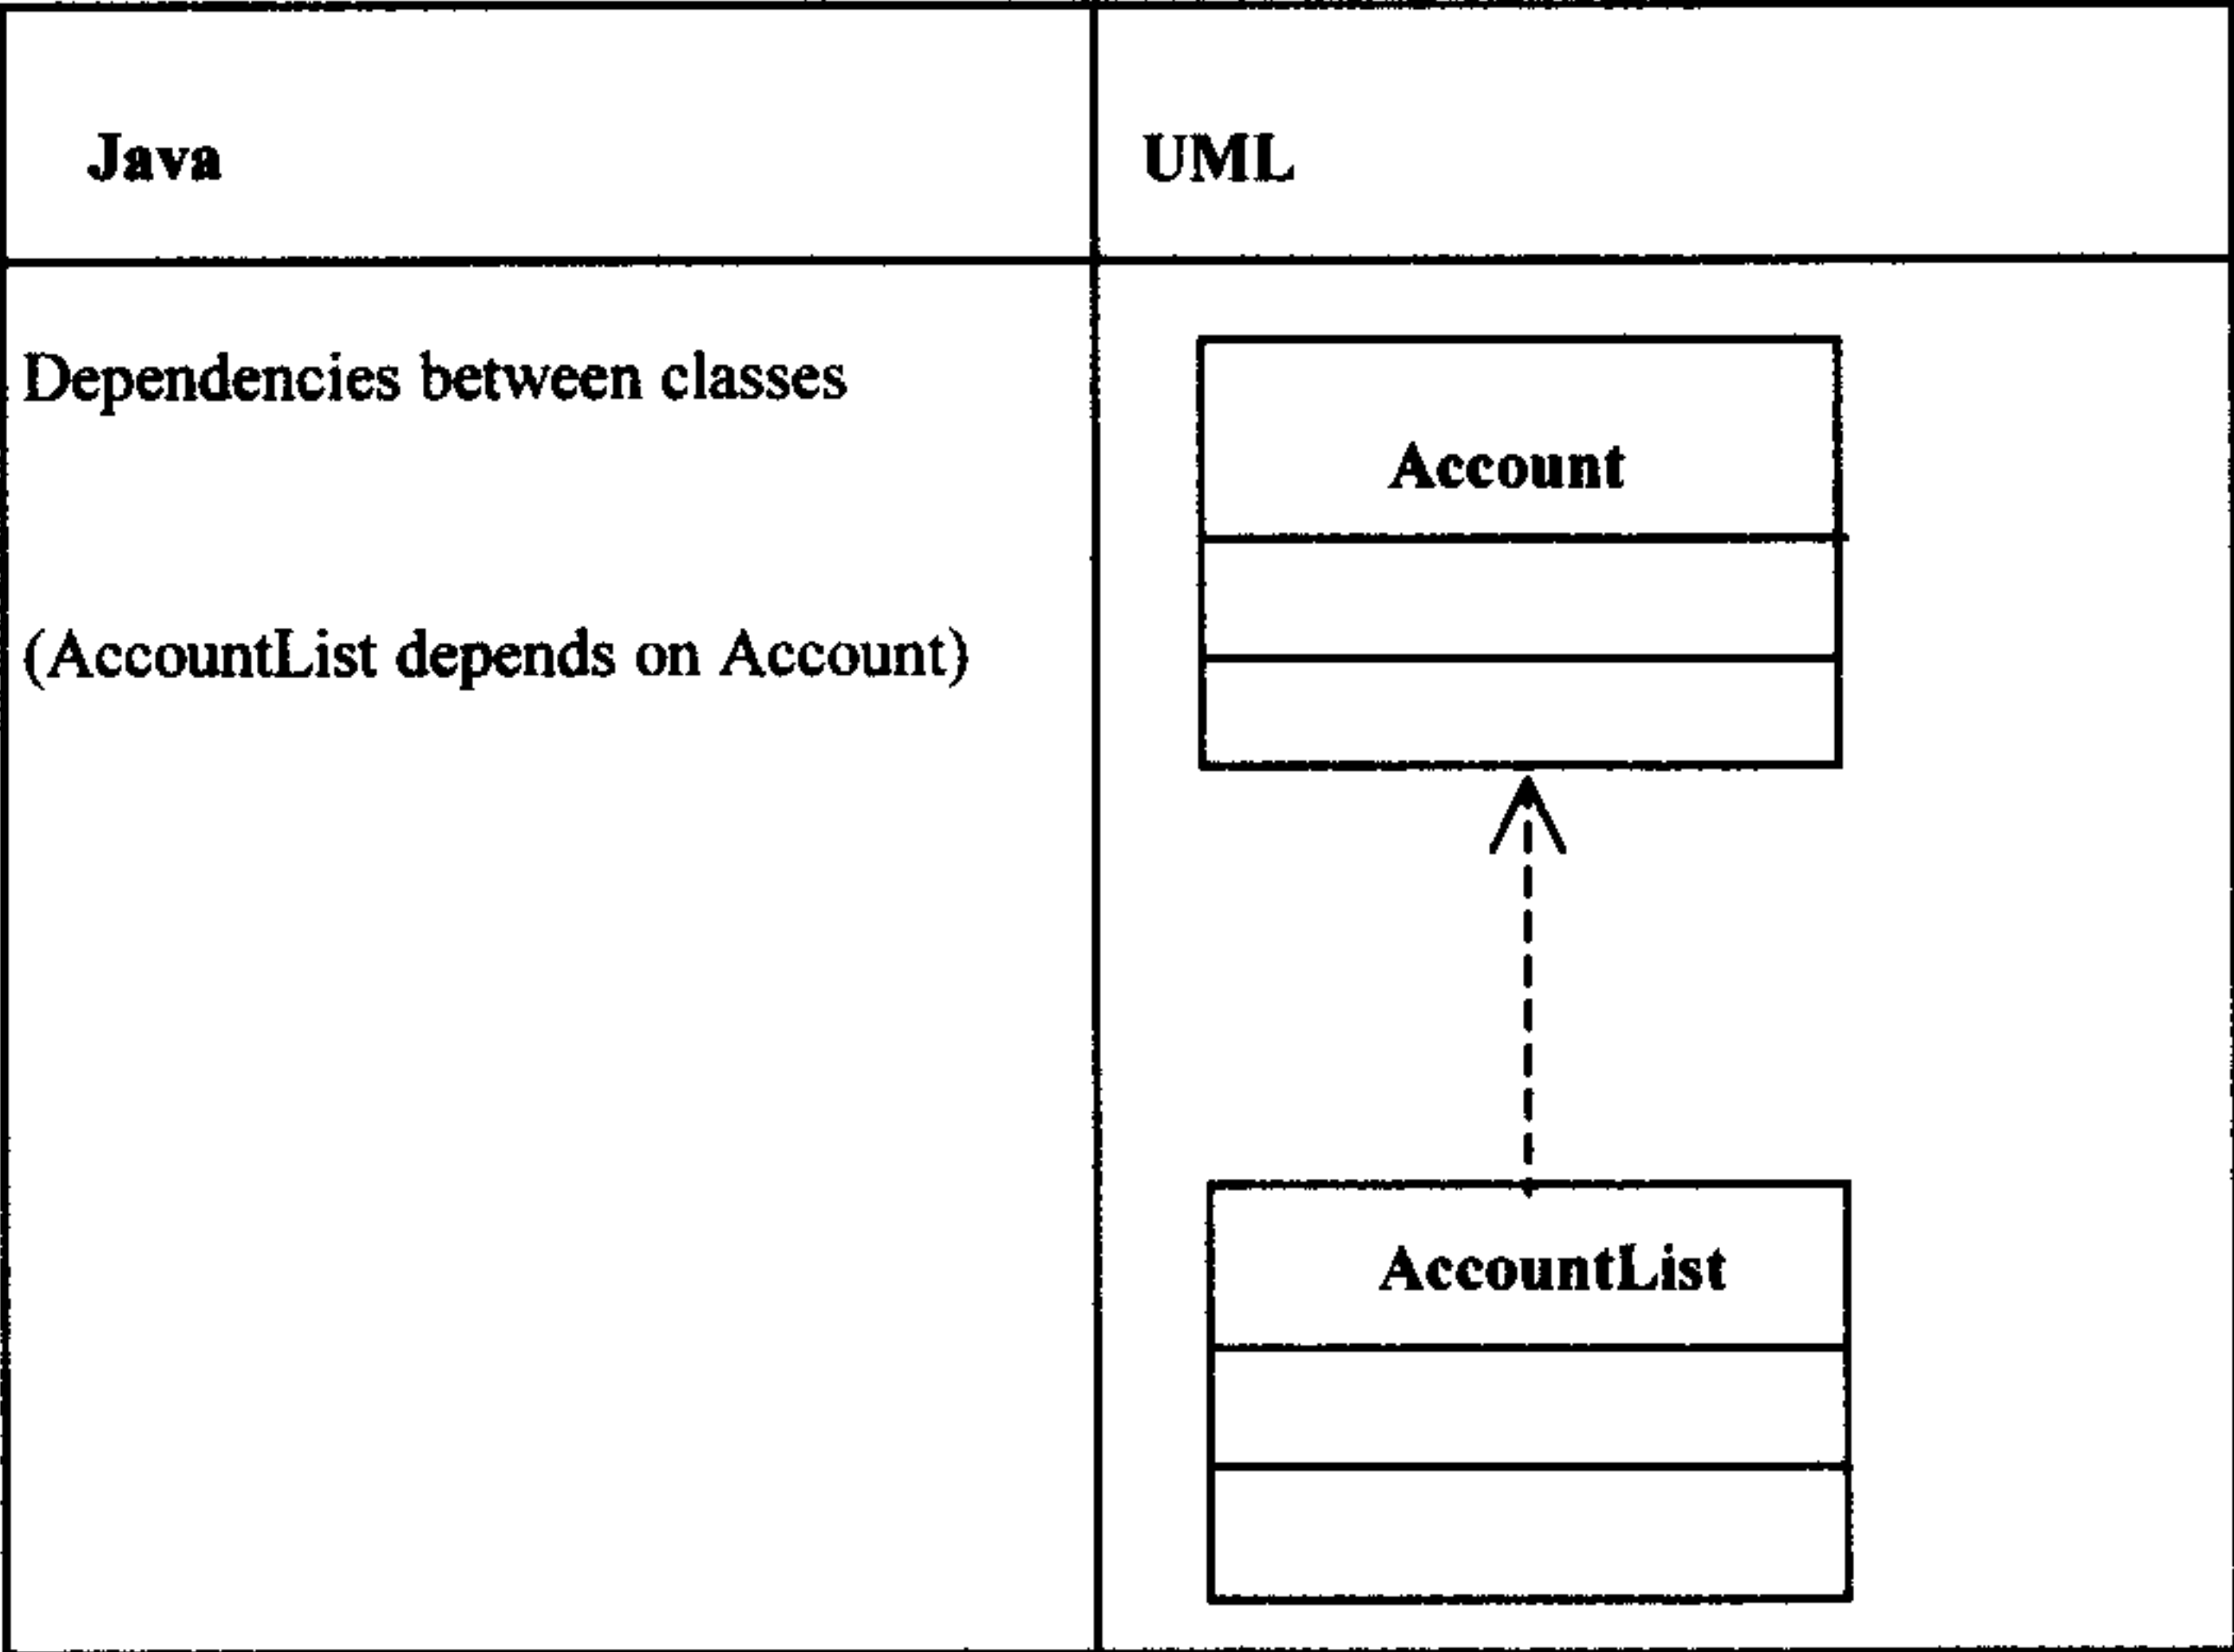 Java
UML
Dependencies between classes
(AccountList depends on Account)
Account
AccountList